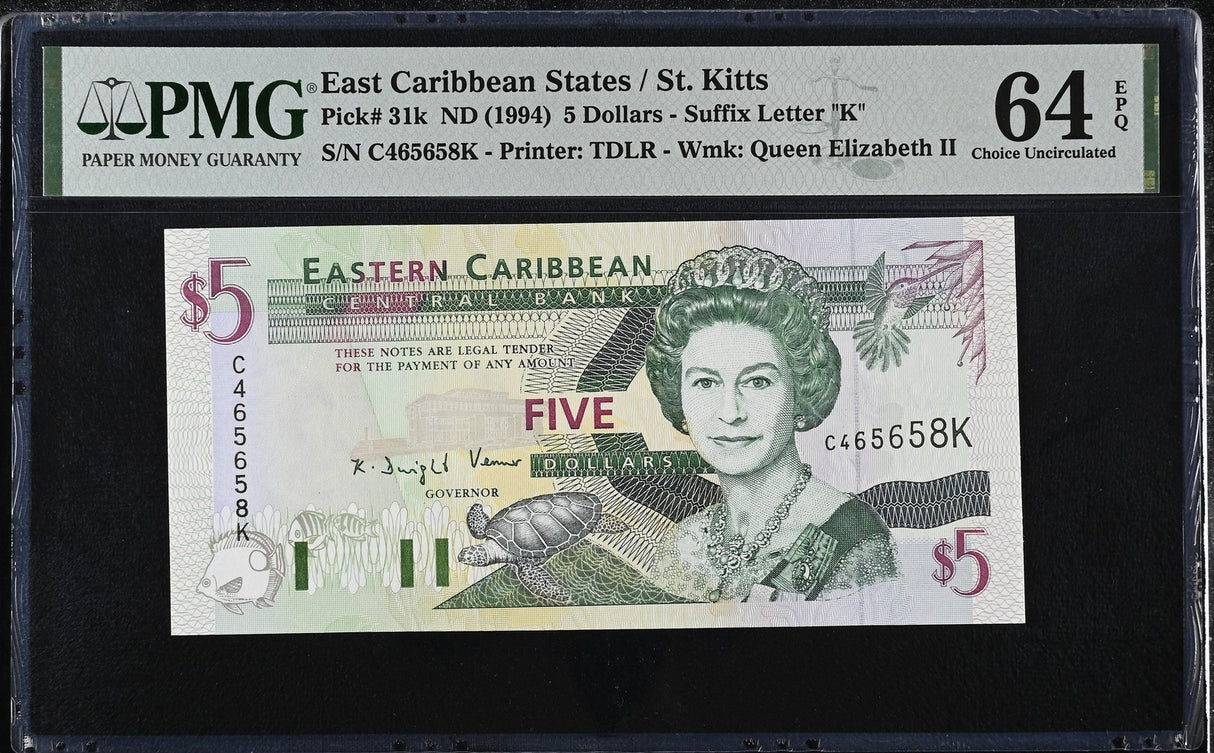 PMG®
PAPER MONEY GUARANTY
East Caribbean States / St. Kitts
Pick# 31k ND (1994) 5 Dollars - Suffix Letter "K"
S/N C465658K - Printer: TDLR - Wmk: Queen Elizabeth II
64 EPQ
Choice Uncirculated
$5
EASTERN CARIBBEAN
CENTRAL BANK
THESE NOTES ARE LEGAL TENDER
FOR THE PAYMENT OF ANY AMOUNT
C465658K
FIVE
C465658K
K. Dwight Venner
DOLLARS
GOVERNOR
$5